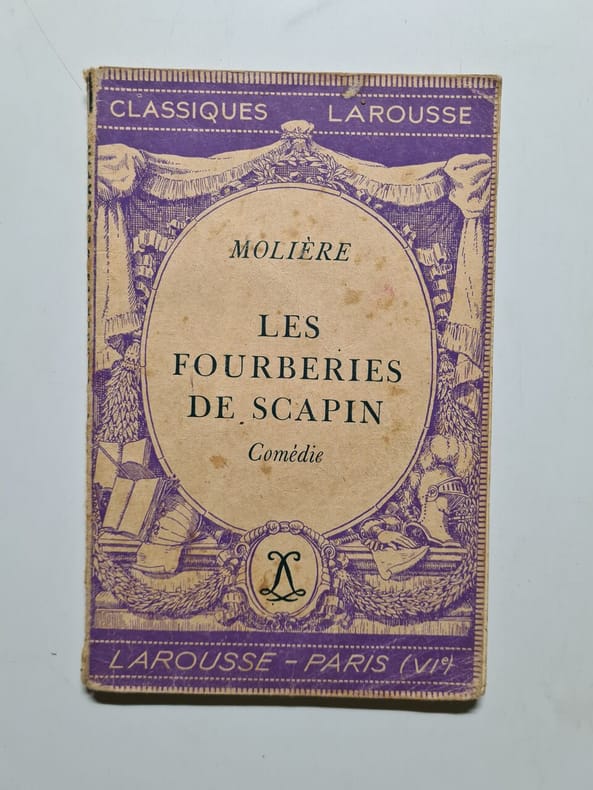 CLASSIQUES LAROUSSE
MOLIÈRE
LES
FOURBERIES
DE SCAPIN
Comédie
LAROUSSE - PARIS (VIᵉ)